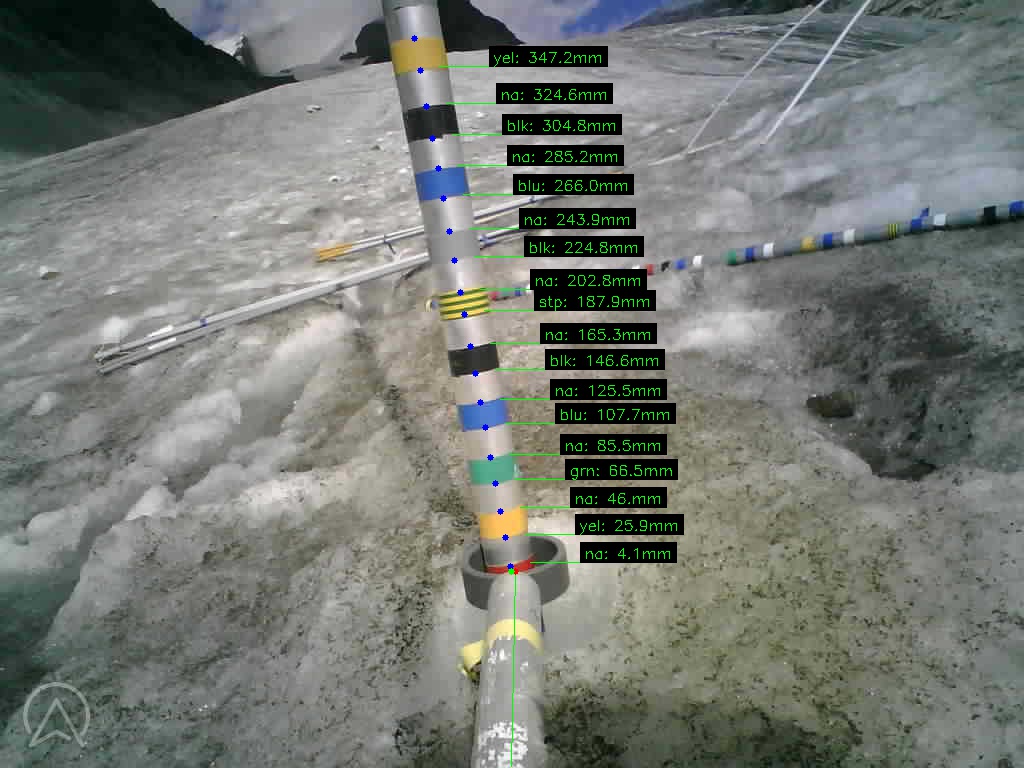 yel: 347.2mm
na: 324.6mm
blk: 304.8mm
na: 285.2mm
blu: 266.0mm
na: 243.9mm
blk: 224.8mm
na: 202.8mm
stp: 187.9mm
na: 165.3mm
blk: 146.6mm
na: 125.5mm
blu: 107.7mm
na: 85.5mm
grn: 66.5mm
na: 46.mm
yel: 25.9mm
na: 4.1mm